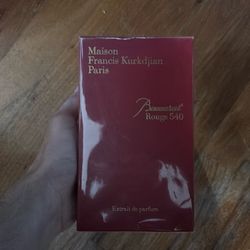 Maison
Francis Kurkdjian
Paris
Baccarat
Rouge 540
Extrait de parfum